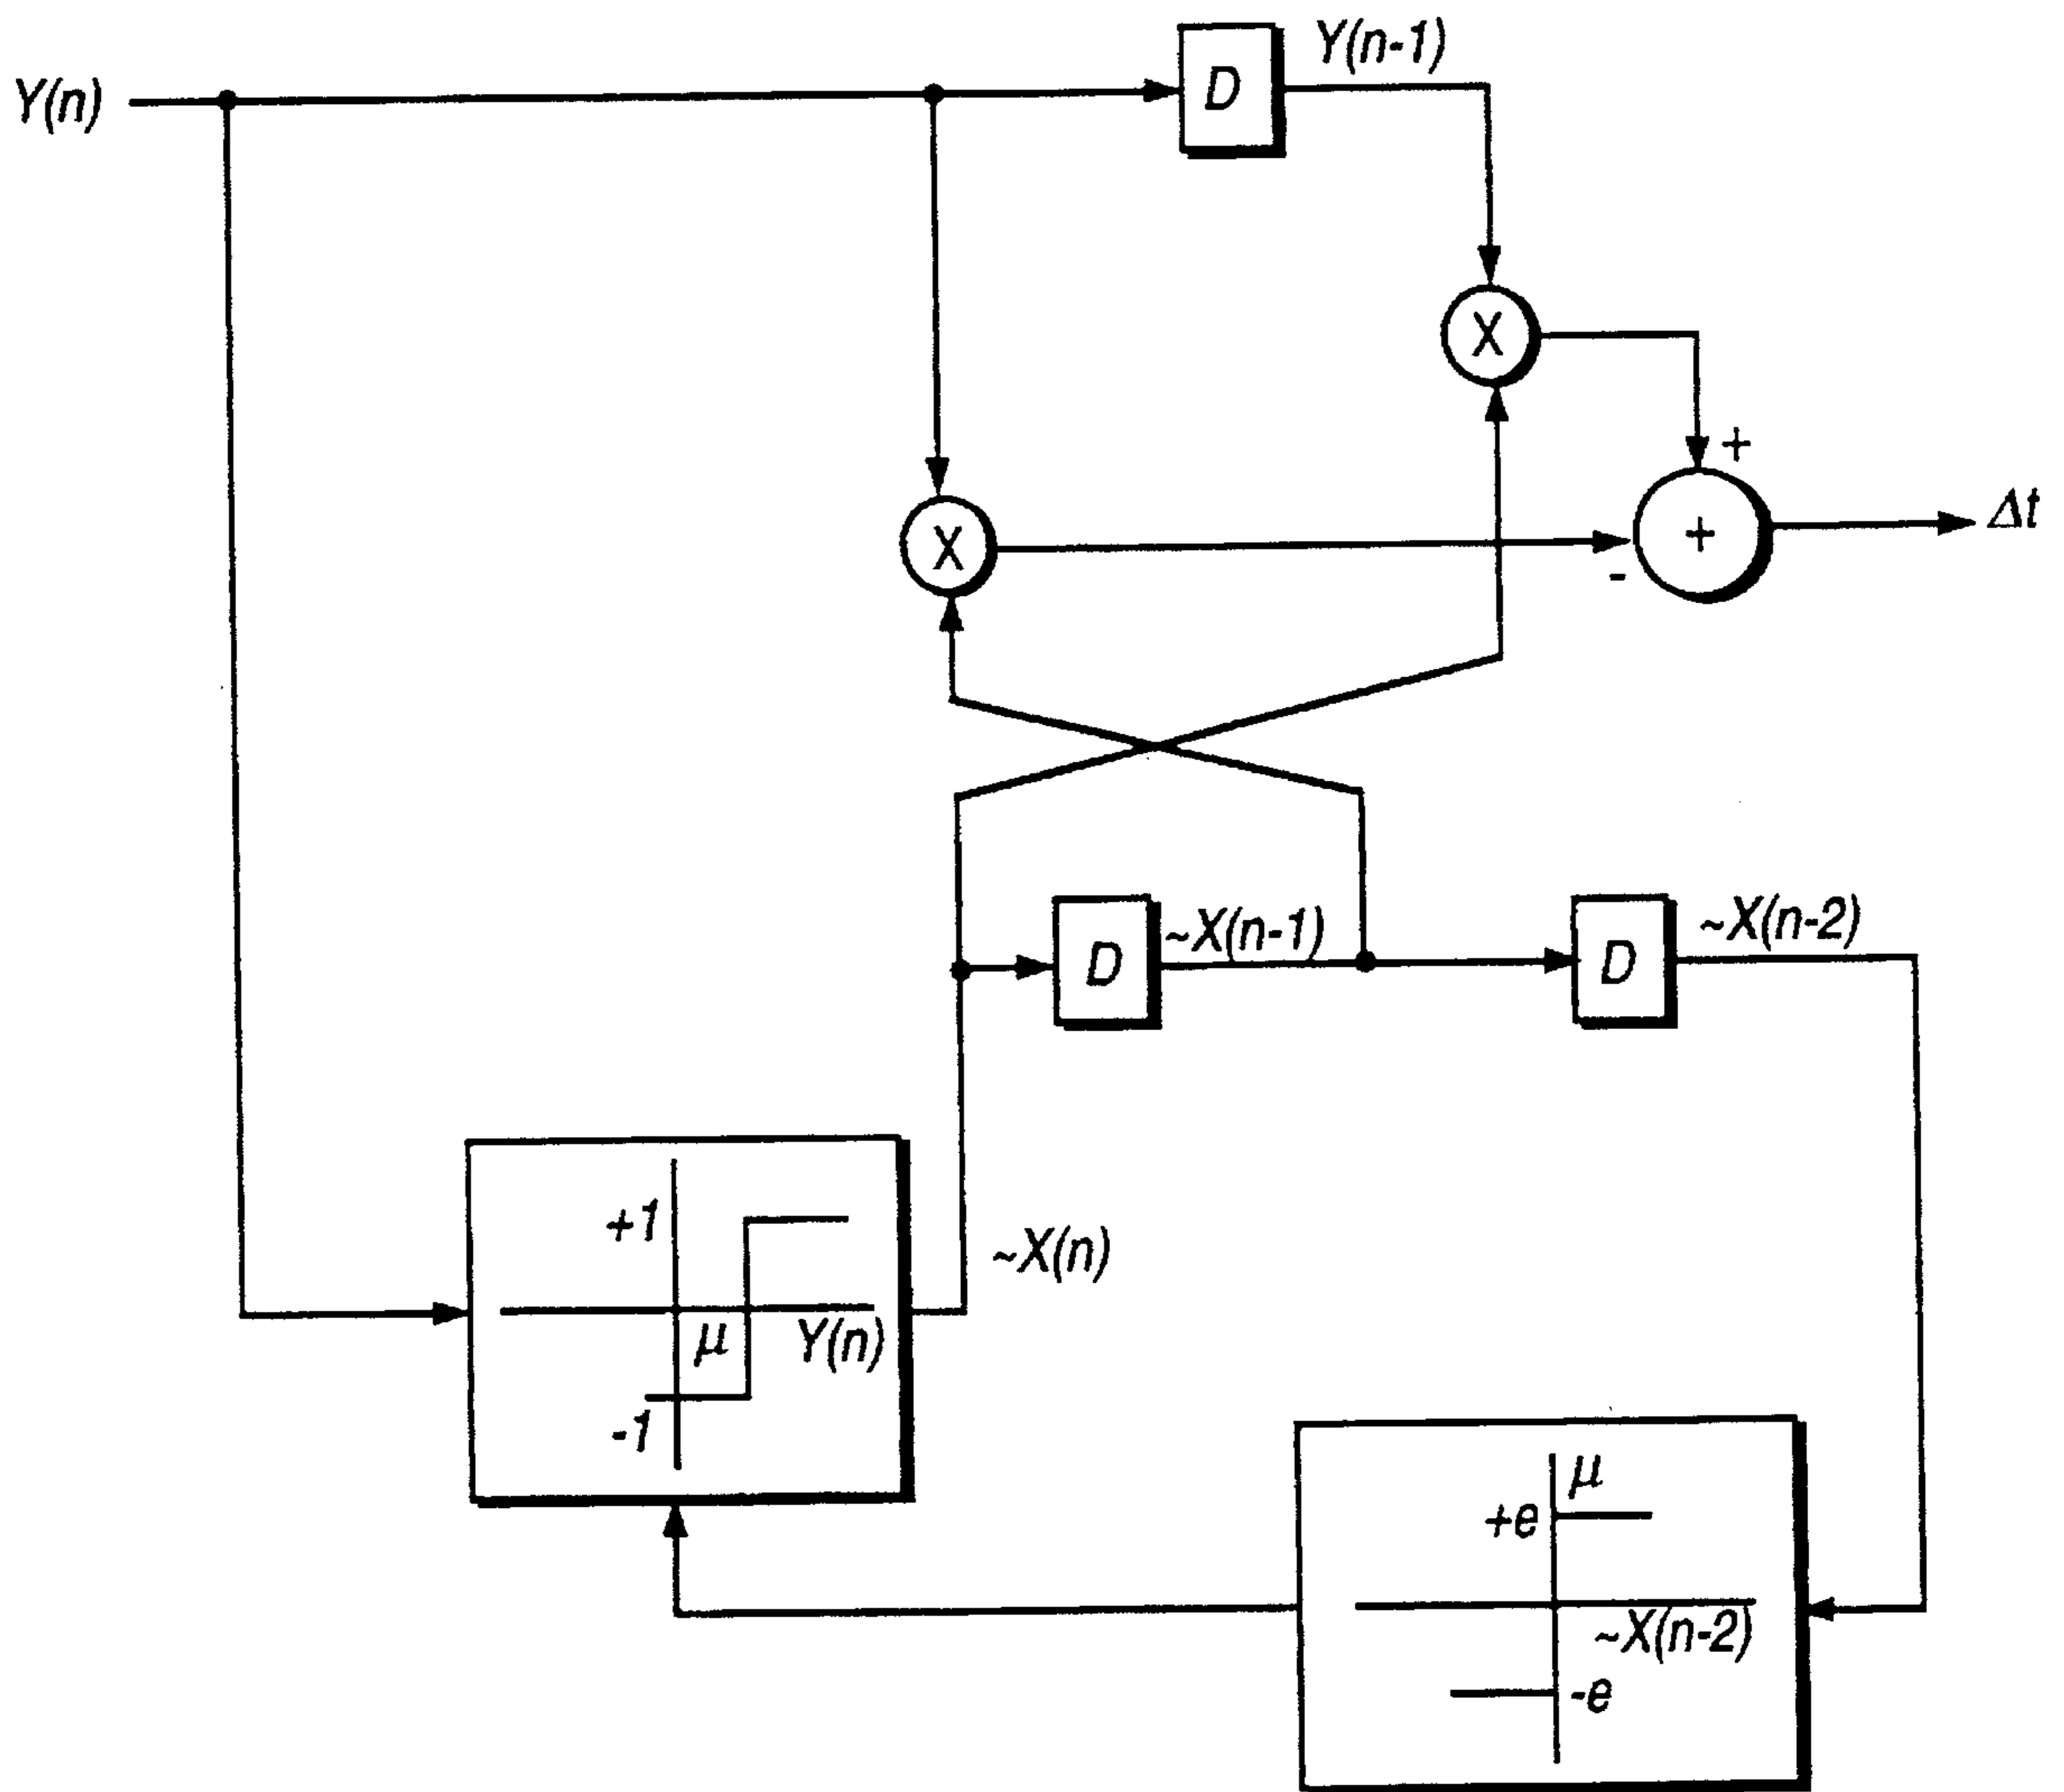 Y(n-1)
Y(n)
D
X
+
+
Δt
X
-
~X(n-1)
~X(n-2)
D
D
+1
~X(n)
μ
Y(n)
-1
μ
+e
~X(n-2)
-e